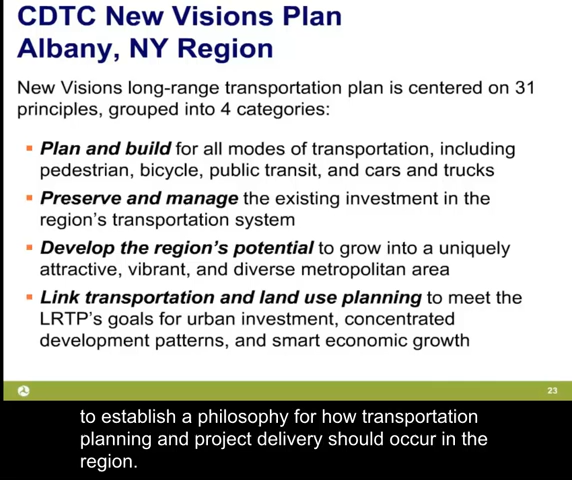 CDTC New Visions Plan
Albany, NY Region
New Visions long-range transportation plan is centered on 31
principles, grouped into 4 categories:
▪ Plan and build for all modes of transportation, including
pedestrian, bicycle, public transit, and cars and trucks
▪ Preserve and manage the existing investment in the
region's transportation system
▪ Develop the region's potential to grow into a uniquely
attractive, vibrant, and diverse metropolitan area
▪ Link transportation and land use planning to meet the
LRTP's goals for urban investment, concentrated
development patterns, and smart economic growth
23
to establish a philosophy for how transportation
planning and project delivery should occur in the
region.